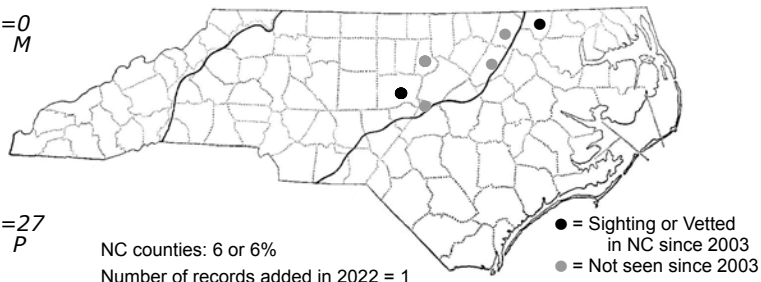 =0
M
=27
P
NC counties: 6 or 6%
Number of records added in 2022 = 1
● = Sighting or Vetted
in NC since 2003
● = Not seen since 2003